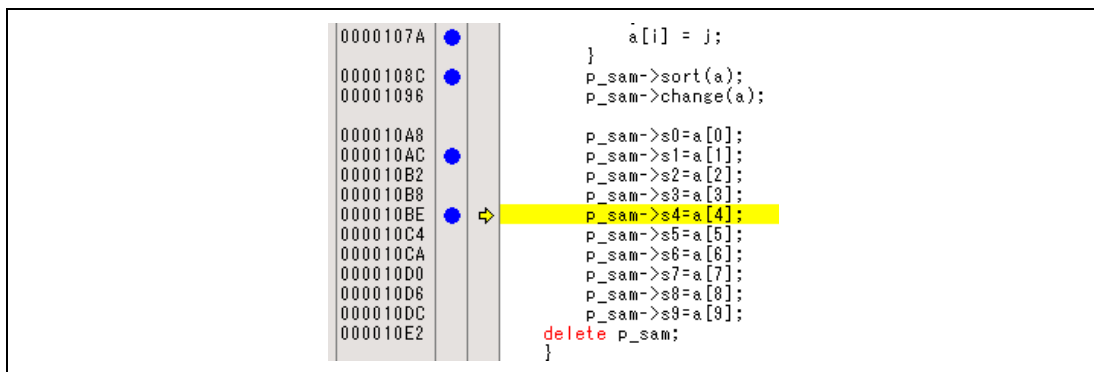 0000107A a[i] = j;
}
0000108C p_sam->sort(a);
00001096 p_sam->change(a);
000010A8 p_sam->s0=a[0];
000010AC p_sam->s1=a[1];
000010B2 p_sam->s2=a[2];
000010B8 p_sam->s3=a[3];
000010BE p_sam->s4=a[4];
000010C4 p_sam->s5=a[5];
000010CA p_sam->s6=a[6];
000010D0 p_sam->s7=a[7];
000010D6 p_sam->s8=a[8];
000010DC p_sam->s9=a[9];
000010E2 delete p_sam;
}